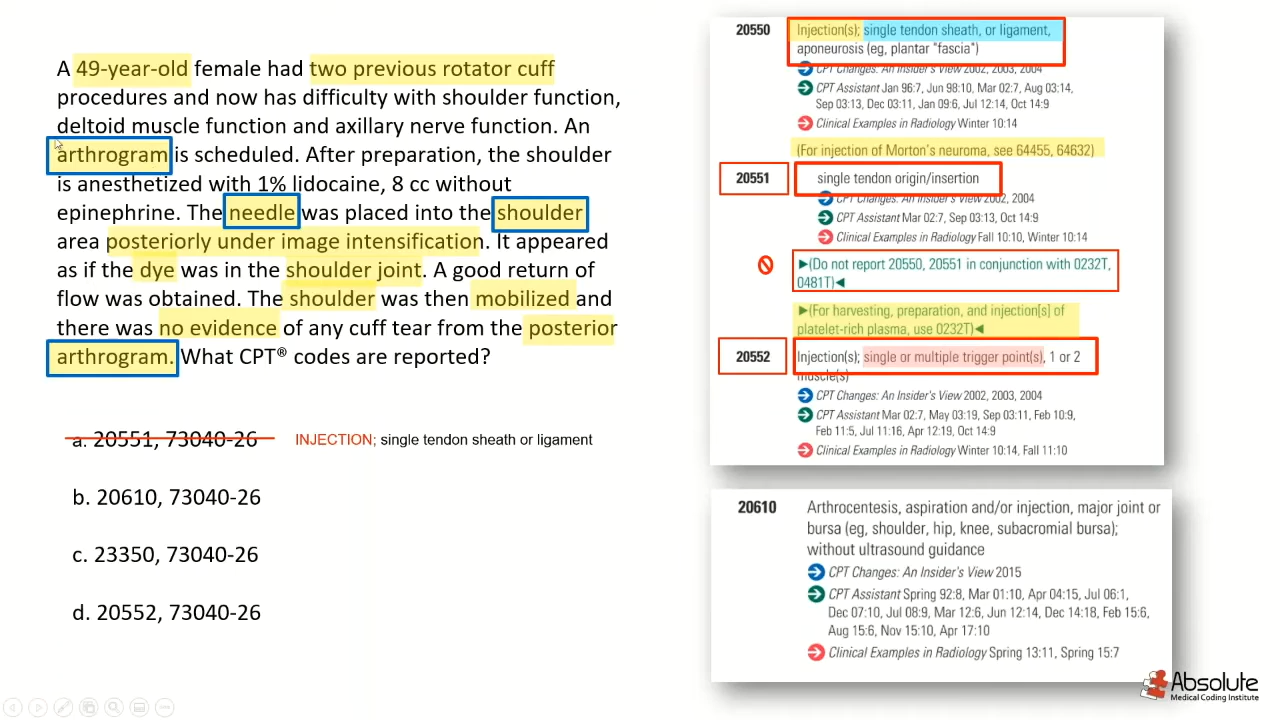 A 49-year-old female had two previous rotator cuff
procedures and now has difficulty with shoulder function,
deltoid muscle function and axillary nerve function. An
arthrogram is scheduled. After preparation, the shoulder
is anesthetized with 1% lidocaine, 8 cc without
epinephrine. The needle was placed into the shoulder
area posteriorly under image intensification. It appeared
as if the dye was in the shoulder joint. A good return of
flow was obtained. The shoulder was then mobilized and
there was no evidence of any cuff tear from the posterior
arthrogram. What CPT® codes are reported?
a. 20551, 73040-26
INJECTION; single tendon sheath or ligament
b. 20610, 73040-26
c. 23350, 73040-26
d. 20552, 73040-26
20550 Injection(s); single tendon sheath, or ligament,
aponeurosis (eg, plantar "fascia")
CPT Changes: An Insider's View 2002, 2003, 2004
CPT Assistant Jan 96:7, Jun 98:10, Mar 02:7, Aug 03:14,
Sep 03:13, Dec 03:11, Jan 09:6, Jul 12:14, Oct 14:9
Clinical Examples in Radiology Winter 10:14
(For injection of Morton's neuroma, see 64455, 64632)
20551 single tendon origin/insertion
CPT Changes: An Insider's View 2002, 2004
CPT Assistant Mar 02:7, Sep 03:13, Oct 14:9
Clinical Examples in Radiology Fall 10:10, Winter 10:14
►(Do not report 20550, 20551 in conjunction with 0232T,
0481T)◄
►(For harvesting, preparation, and injection[s] of
platelet-rich plasma, use 0232T)◄
20552 Injection(s); single or multiple trigger point(s), 1 or 2
muscle(s)
CPT Changes: An Insider's View 2002, 2003, 2004
CPT Assistant Mar 02:7, May 03:19, Sep 03:11, Feb 10:9,
Feb 11:5, Jul 11:16, Apr 12:19, Oct 14:9
Clinical Examples in Radiology Winter 10:14, Fall 11:10
20610 Arthrocentesis, aspiration and/or injection, major joint or
bursa (eg, shoulder, hip, knee, subacromial bursa);
without ultrasound guidance
CPT Changes: An Insider's View 2015
CPT Assistant Spring 92:8, Mar 01:10, Apr 04:15, Jul 06:1,
Dec 07:10, Jul 08:9, Mar 12:6, Jun 12:14, Dec 14:18, Feb 15:6,
Aug 15:6, Nov 15:10, Apr 17:10
Clinical Examples in Radiology Spring 13:11, Spring 15:7
Absolute
Medical Coding Institute